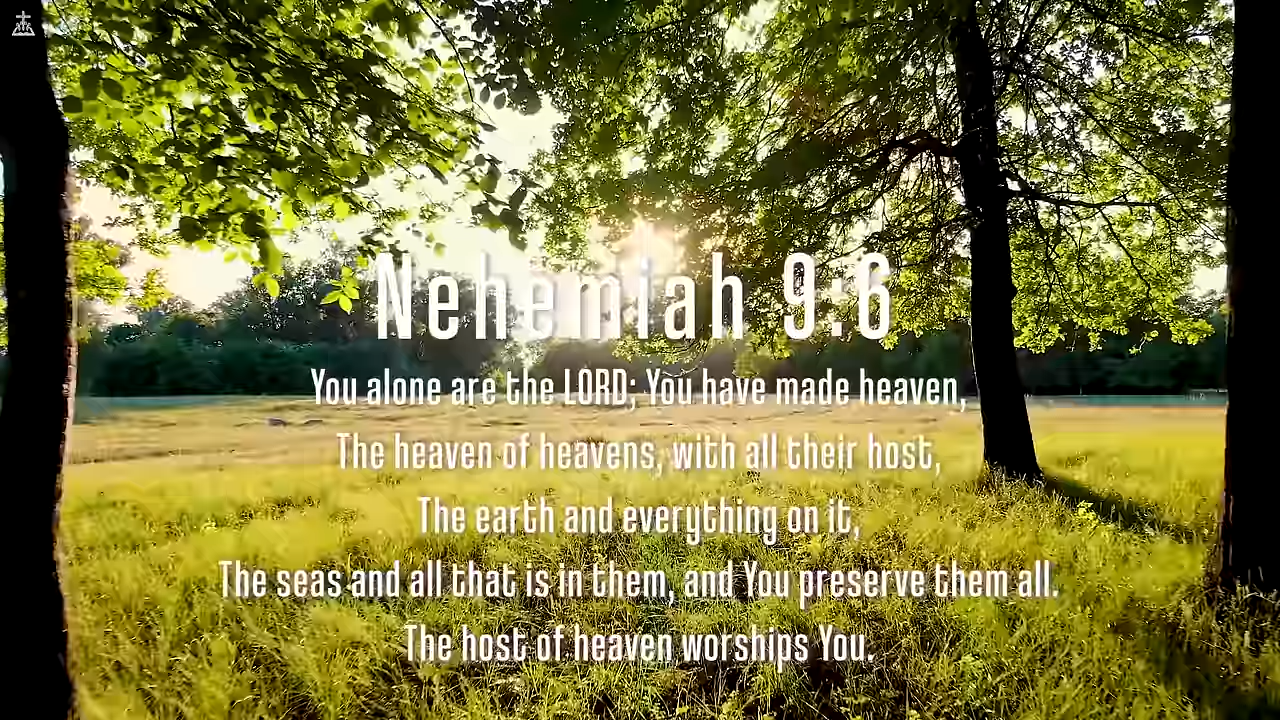 Nehemiah 9:6
You alone are the LORD; You have made heaven,
The heaven of heavens, with all their host,
The earth and everything on it,
The seas and all that is in them, and You preserve them all.
The host of heaven worships You.